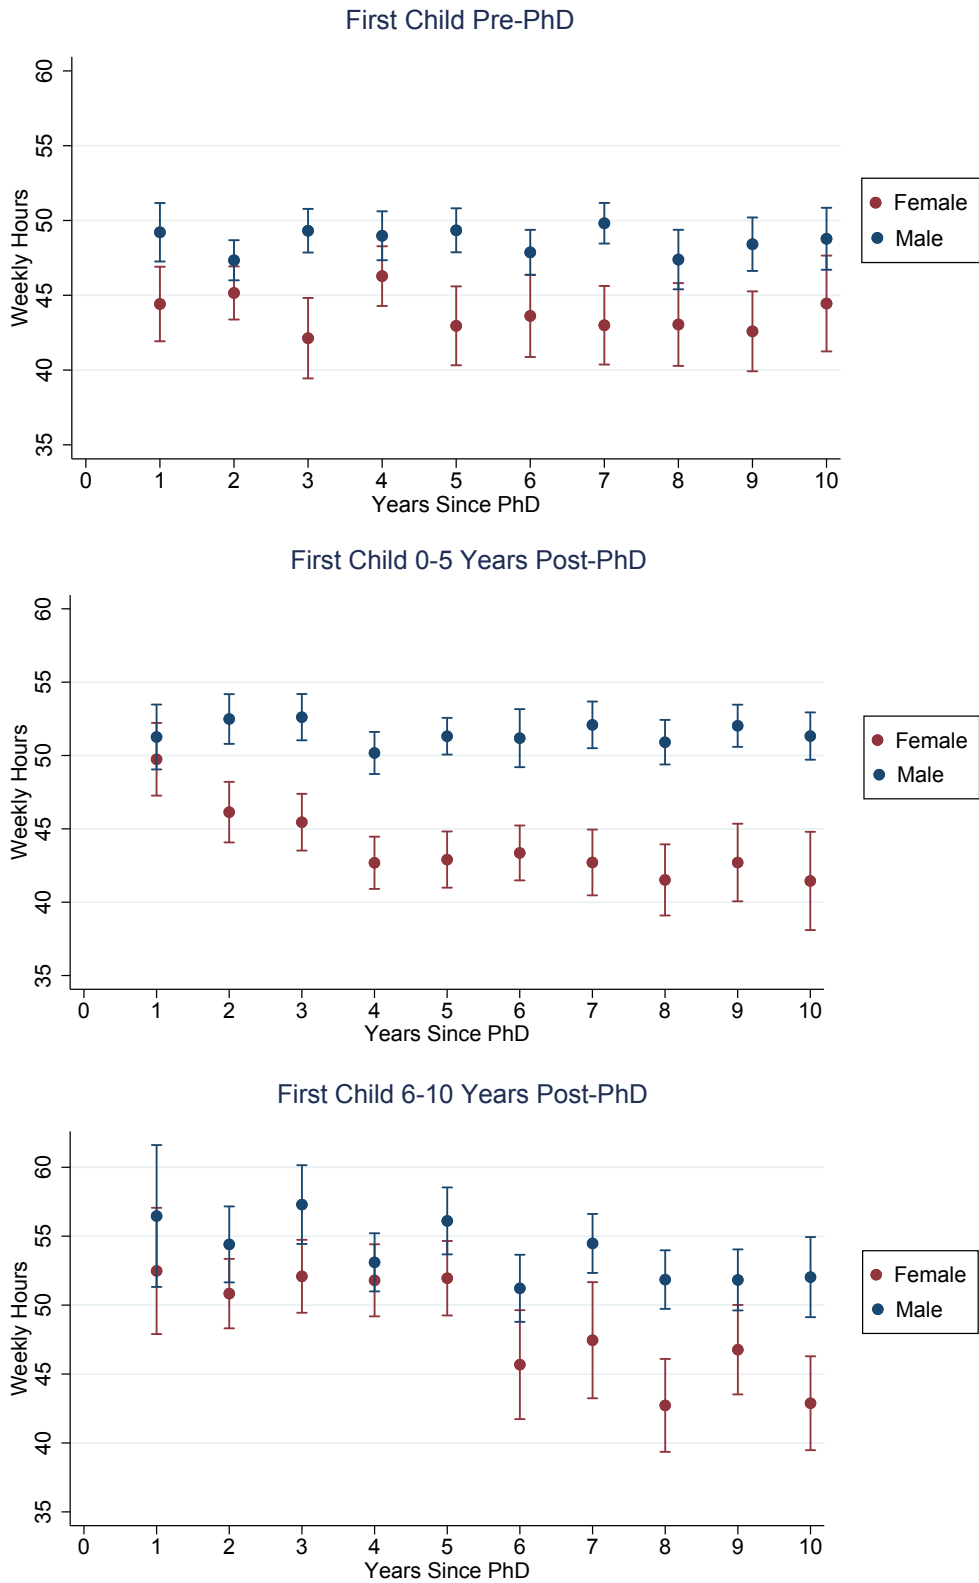 First Child Pre-PhD
Weekly Hours
60
55
50
45
40
35
0 1 2 3 4 5 6 7 8 9 10
Years Since PhD
Female
Male
First Child 0-5 Years Post-PhD
Weekly Hours
60
55
50
45
40
35
0 1 2 3 4 5 6 7 8 9 10
Years Since PhD
Female
Male
First Child 6-10 Years Post-PhD
Weekly Hours
60
55
50
45
40
35
0 1 2 3 4 5 6 7 8 9 10
Years Since PhD
Female
Male